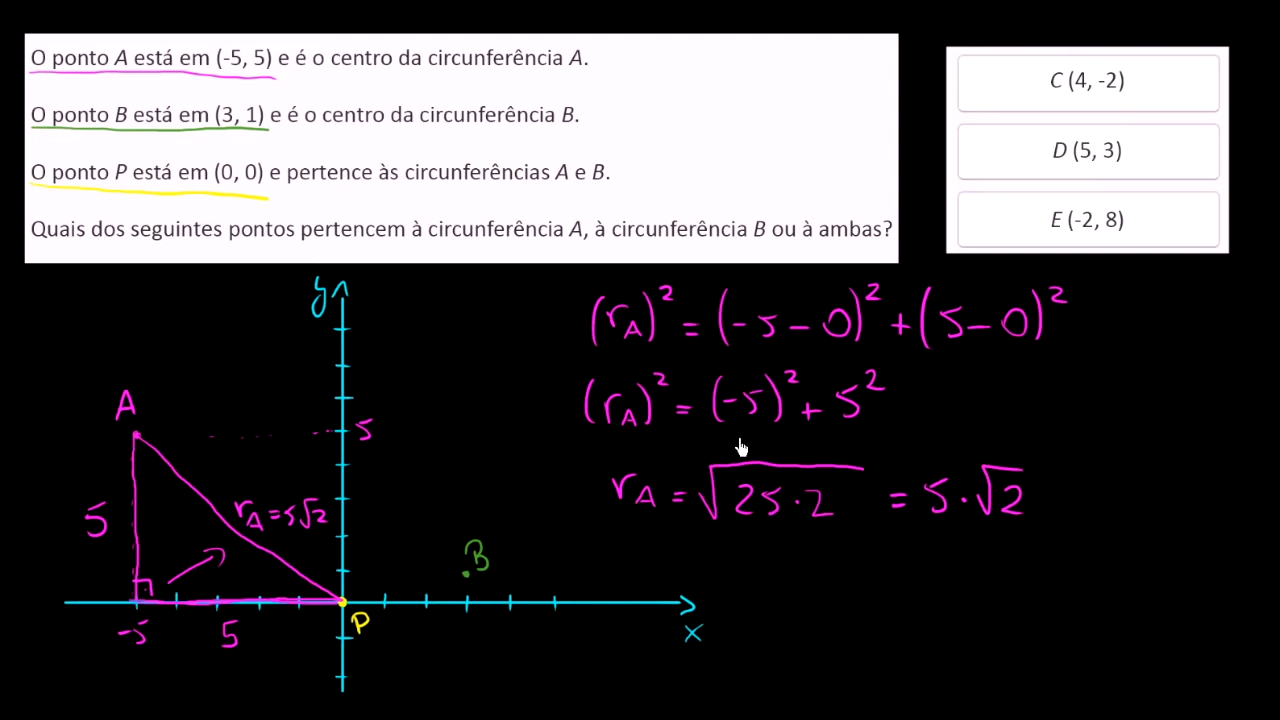 O ponto A está em (-5, 5) e é o centro da circunferência A.
O ponto B está em (3, 1) e é o centro da circunferência B.
O ponto P está em (0, 0) e pertence às circunferências A e B.
Quais dos seguintes pontos pertencem à circunferência A, à circunferência B ou à ambas?
C (4, -2)
D (5, 3)
E (-2, 8)
(rA)² = (-5-0)² + (5-0)²
(rA)² = (-5)² + 5²
rA = √25·2 = 5·√2
y
A
5
5
rA=5√2
B
-5
5
P
x